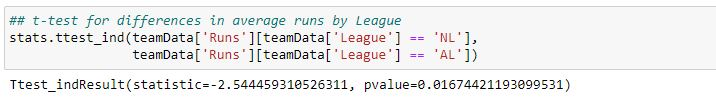 ## t-test for differences in average runs by League
stats.ttest_ind(teamData['Runs'][teamData['League'] == 'NL'],
teamData['Runs'][teamData['League'] == 'AL'])
Ttest_indResult(statistic=-2.544459310526311, pvalue=0.01674421193099531)